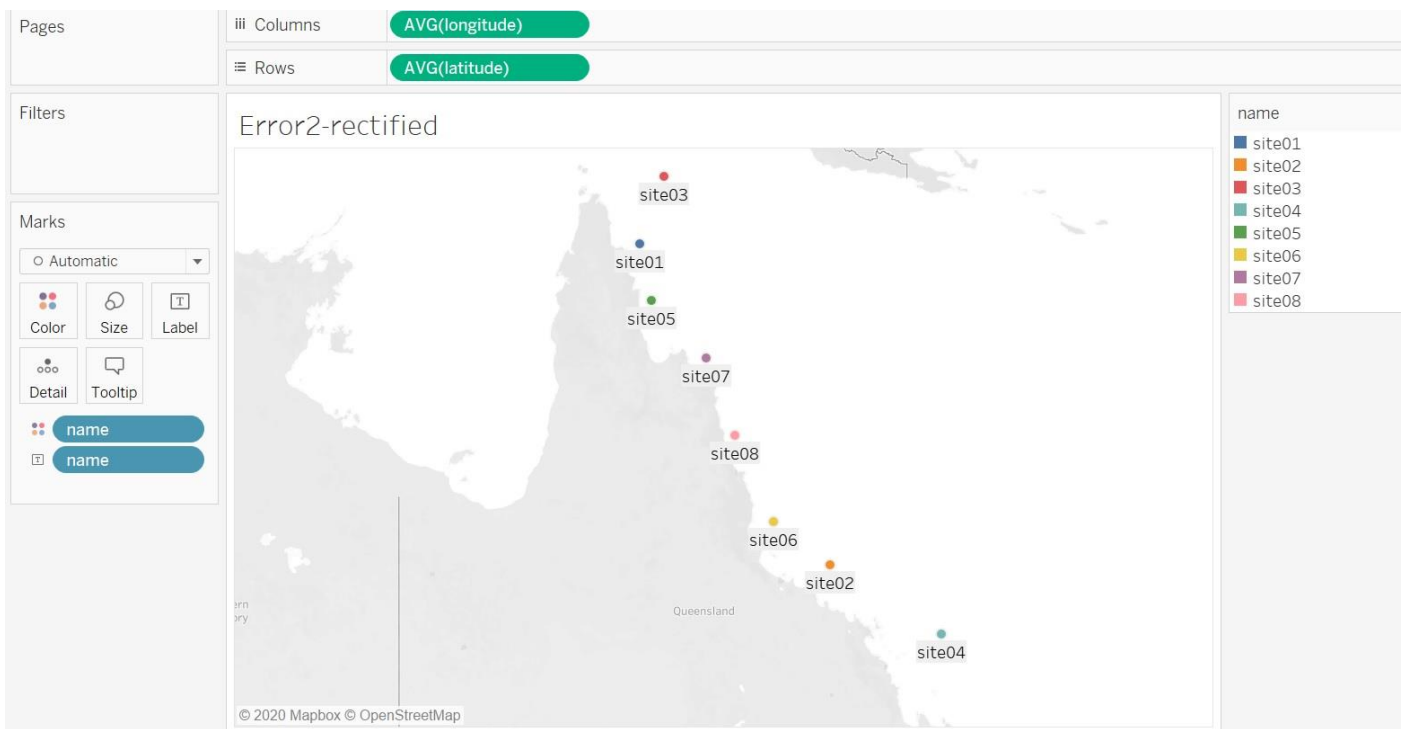 Pages
iii Columns
AVG(longitude)
Rows
AVG(latitude)
Filters
Marks
Automatic
Color
Size
T
Label
Detail
Tooltip
name
T
name
Error2-rectified
site03
site01
site05
site07
site08
site06
site02
Queensland
site04
ern
ory
© 2020 Mapbox © OpenStreetMap
name
site01
site02
site03
site04
site05
site06
site07
site08